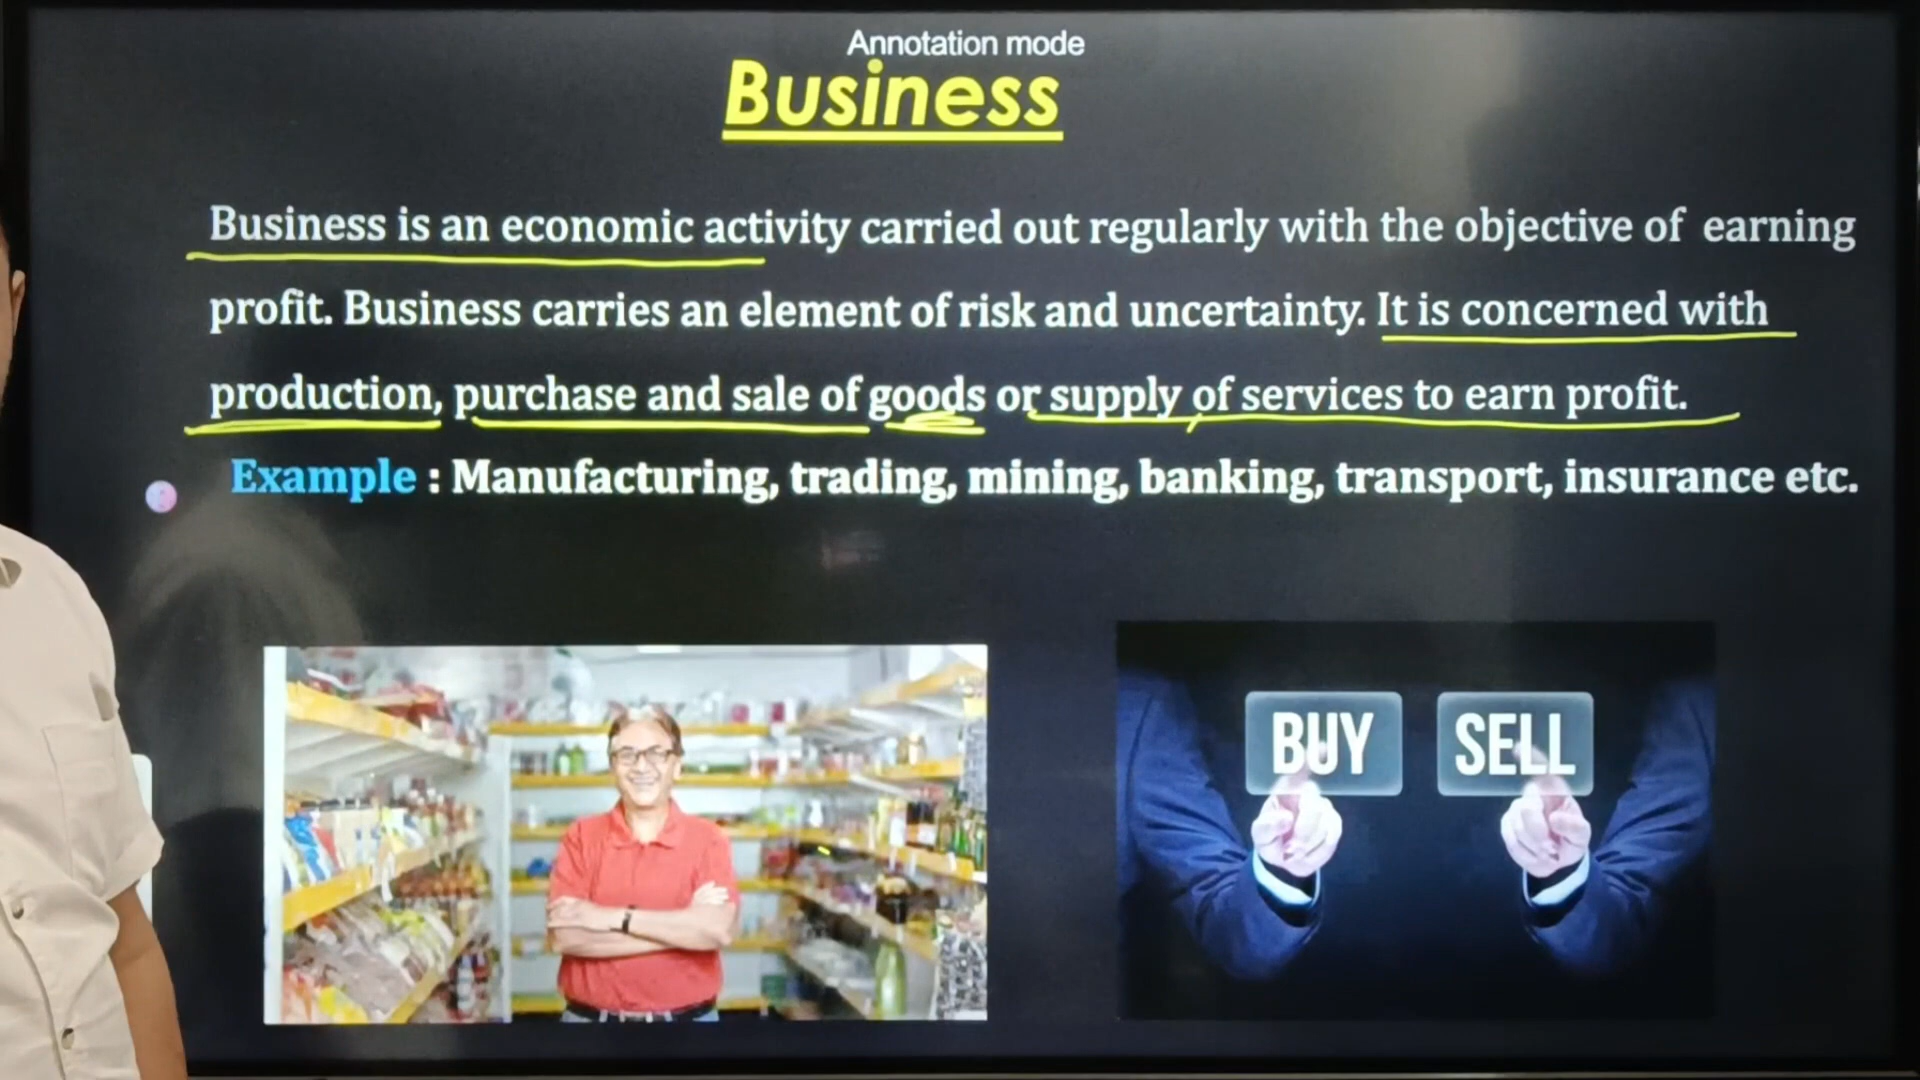 Annotation mode
Business
Business is an economic activity carried out regularly with the objective of earning
profit. Business carries an element of risk and uncertainty. It is concerned with
production, purchase and sale of goods or supply of services to earn profit.
Example : Manufacturing, trading, mining, banking, transport, insurance etc.
BUY SELL